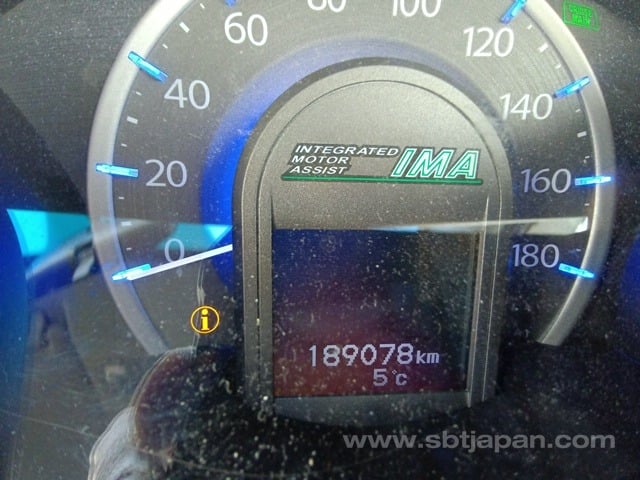 60
80
100
120
40
140
INTEGRATED
MOTOR
ASSIST
IMA
20
160
0
180
i
189078km
5°c
www.sbtjapan.com